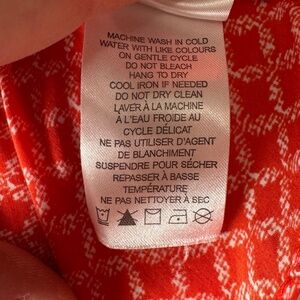 MACHINE WASH IN COLD
WATER WITH LIKE COLOURS
ON GENTLE CYCLE
DO NOT BLEACH
HANG TO DRY
COOL IRON IF NEEDED
DO NOT DRY CLEAN
LAVER À LA MACHINE
A L'EAU FROIDE AU
CYCLE DÉLICAT
NE PAS UTILISER D'AGENT
DE BLANCHIMENT
SUSPENDRE POUR SÉCHER
REPASSER À BASSE
TEMPÉRATURE
NE PAS NETTOYER À SEC